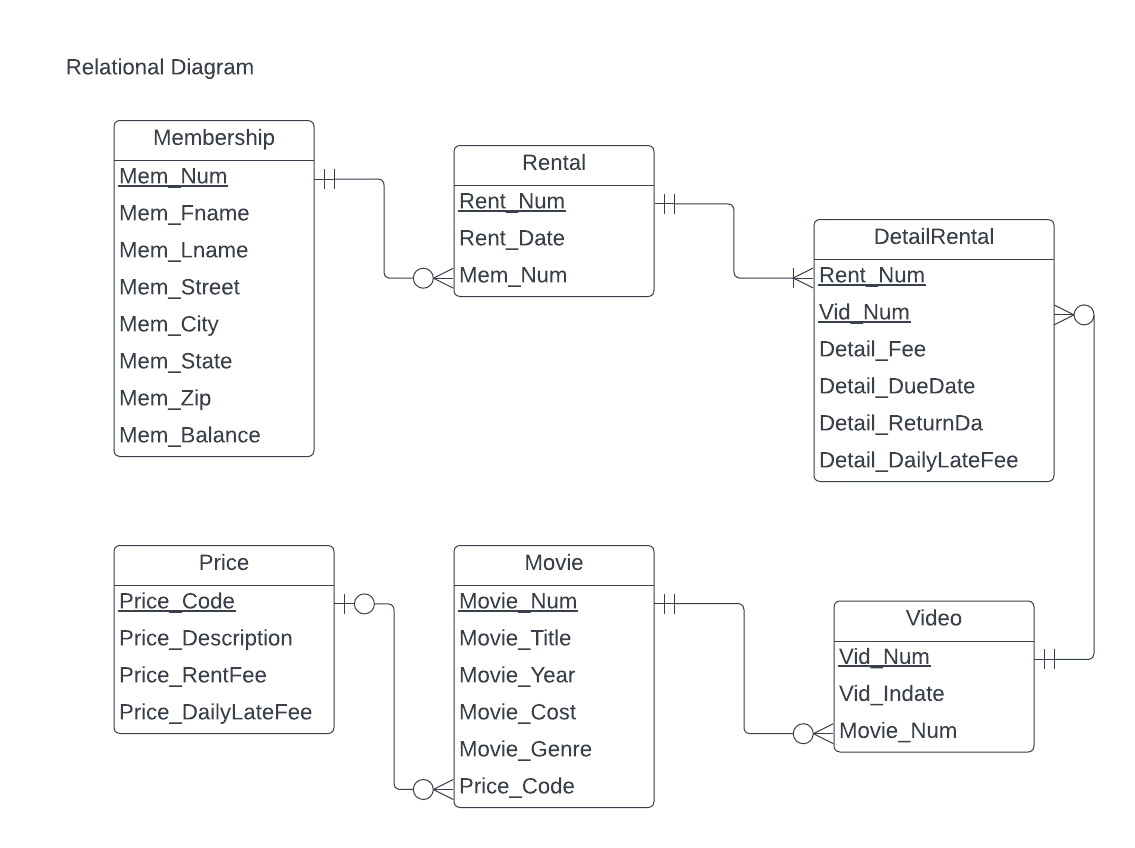 Relational Diagram
Membership
Mem_Num
Mem_Fname
Mem_Lname
Mem_Street
Mem_City
Mem_State
Mem_Zip
Mem_Balance
Rental
Rent_Num
Rent_Date
Mem_Num
DetailRental
Rent_Num
Vid_Num
Detail_Fee
Detail_DueDate
Detail_ReturnDa
Detail_DailyLateFee
Price
Price_Code
Price_Description
Price_RentFee
Price_DailyLateFee
Movie
Movie_Num
Movie_Title
Movie_Year
Movie_Cost
Movie_Genre
Price_Code
Video
Vid_Num
Vid_Indate
Movie_Num